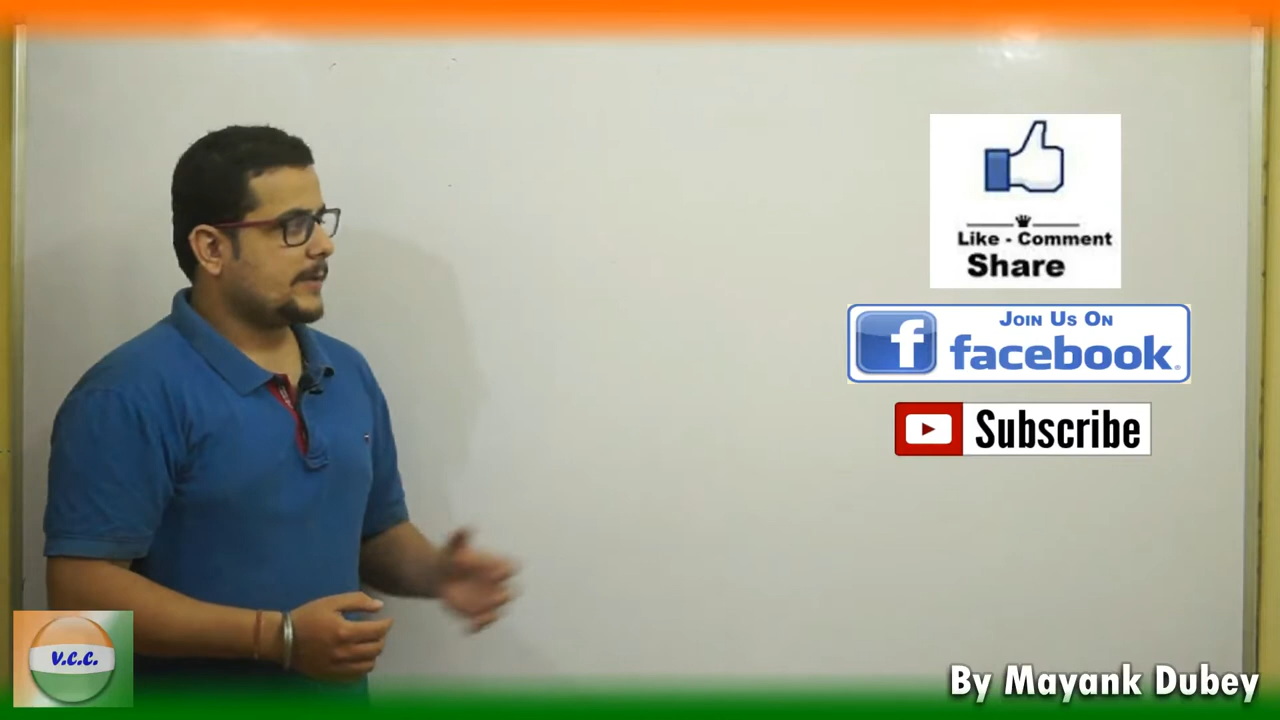 Like - Comment
Share
f Join Us On
facebook
Subscribe
V.C.C.
By Mayank Dubey